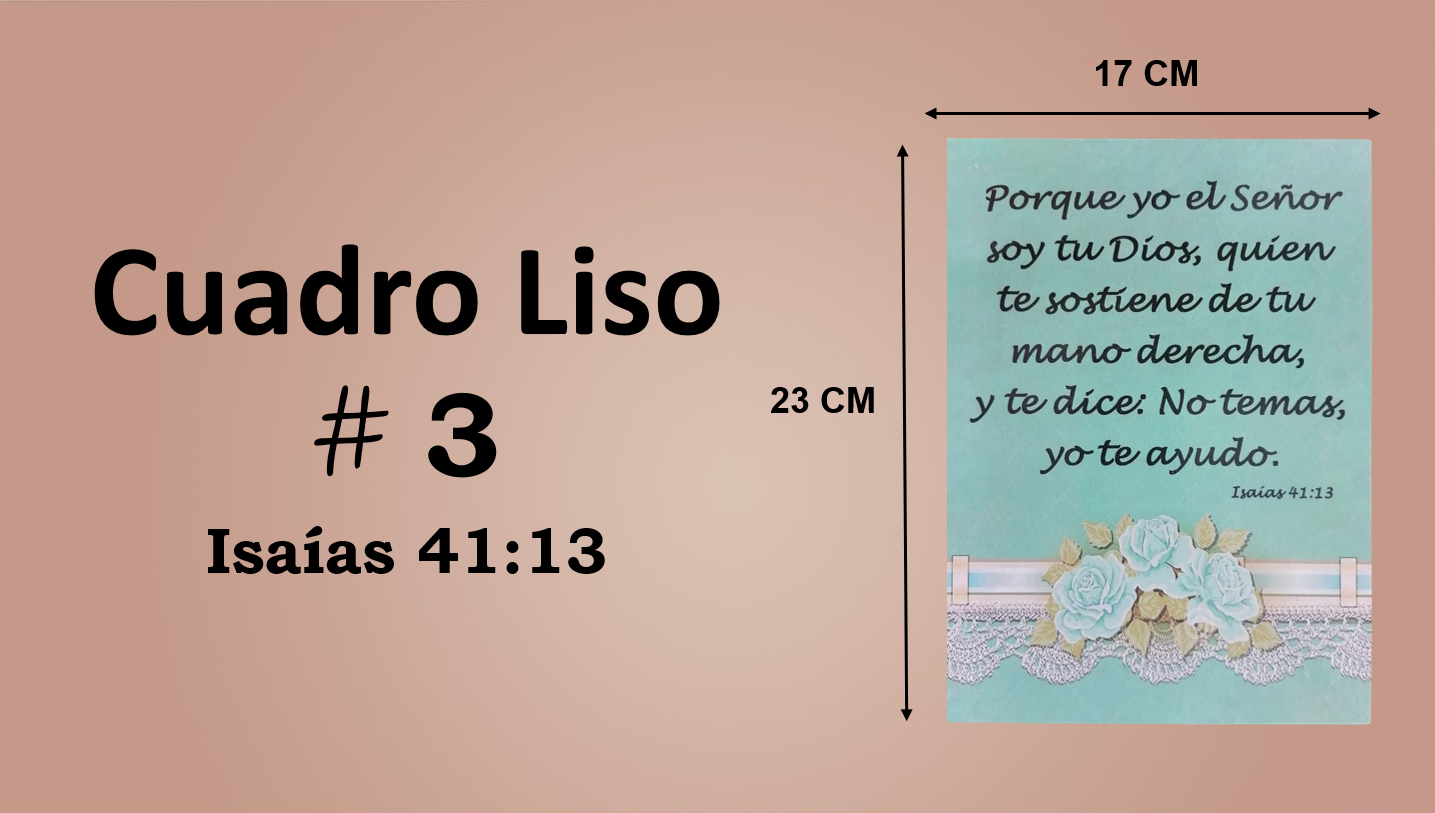 Cuadro Liso
# 3
Isaías 41:13
17 CM
23 CM
Porque yo el Señor
soy tu Dios, quien
te sostiene de tu
mano derecha,
y te dice: No temas,
yo te ayudo.
Isaías 41:13